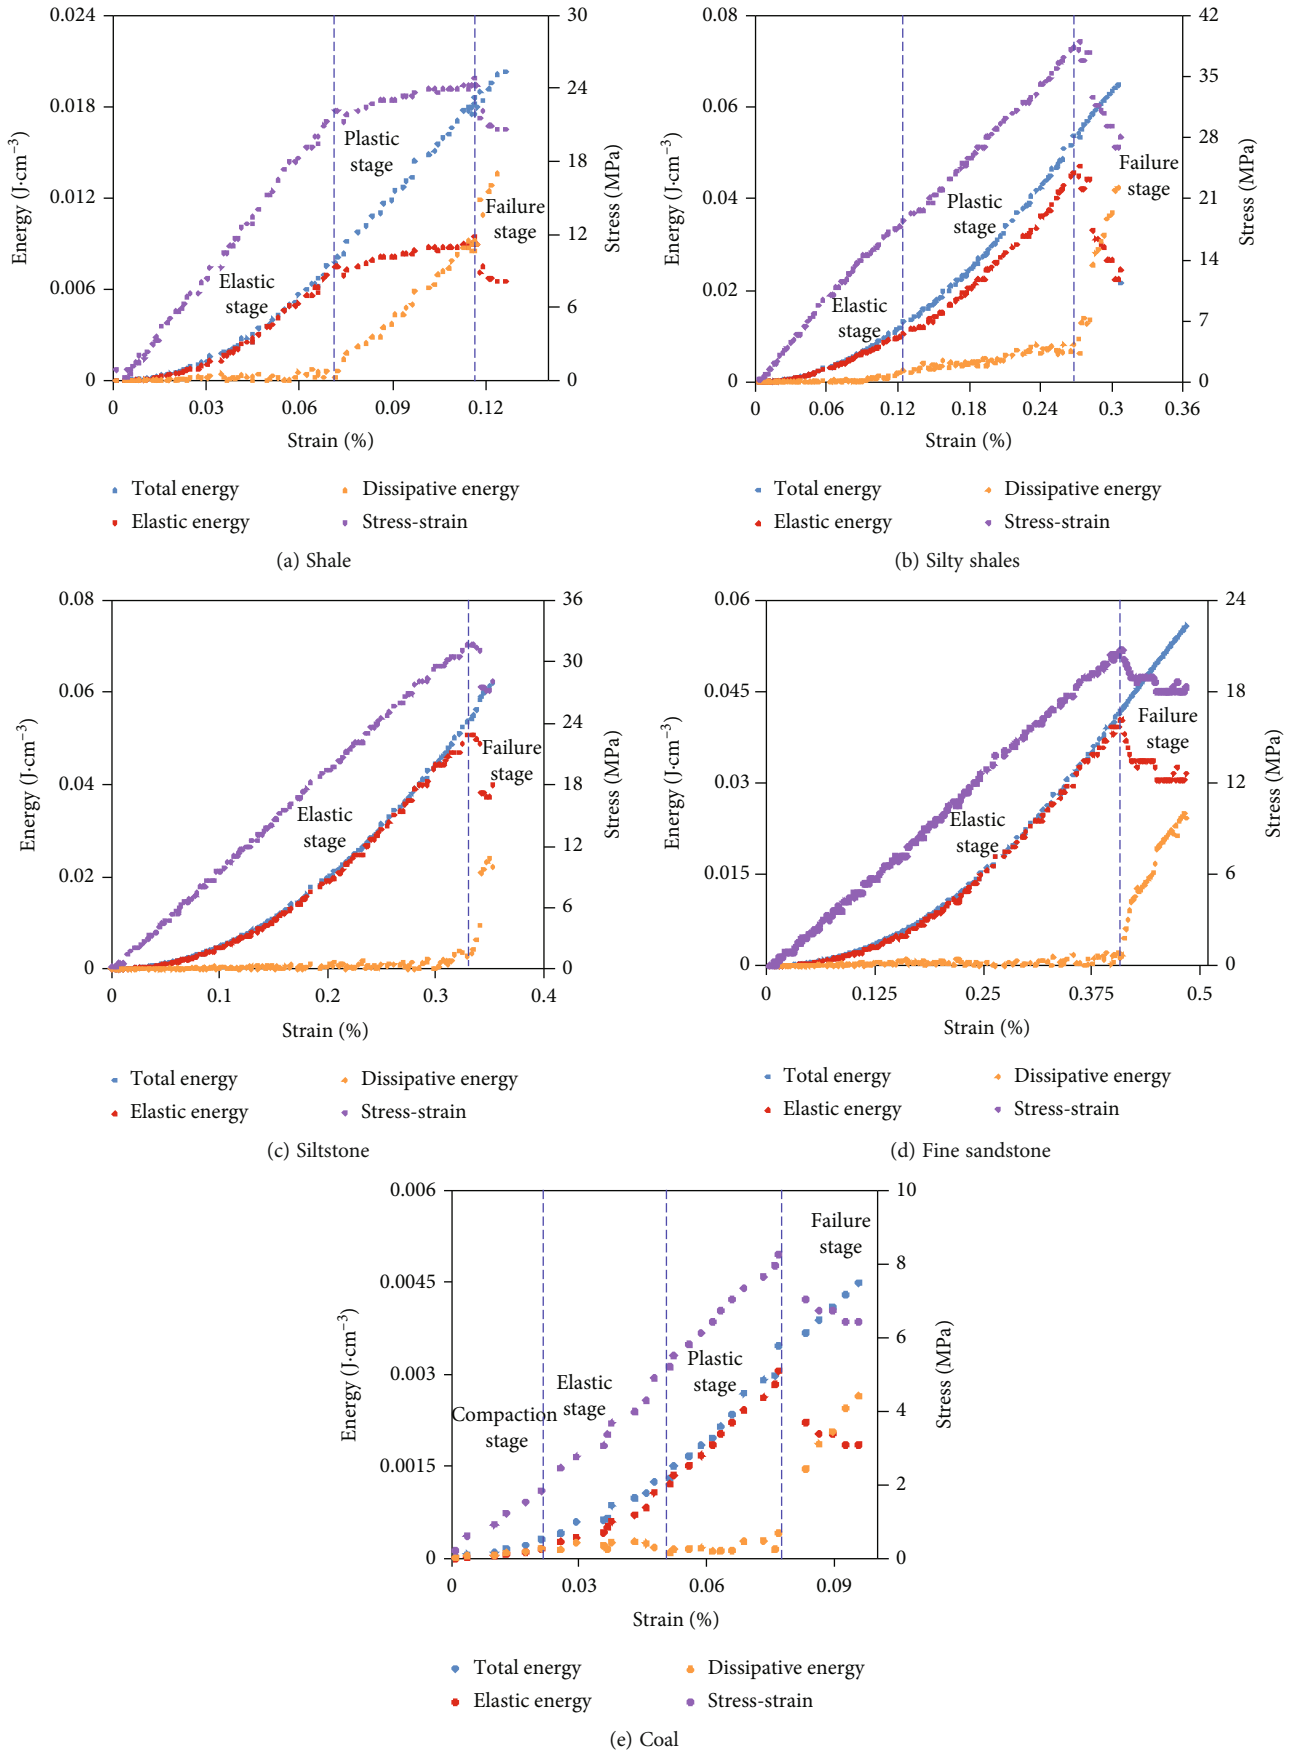 0.024
0.018
0.012
0.006
0
Energy (J·cm⁻³)
30
24
18
12
6
0
Stress (MPa)
Elastic
stage
Plastic
stage
Failure
stage
0
0.03
0.06
0.09
0.12
Strain (%)
Total energy
Dissipative energy
Elastic energy
Stress-strain
(a) Shale
0.08
0.06
0.04
0.02
0
Energy (J·cm⁻³)
42
35
28
21
14
7
0
Stress (MPa)
Elastic
stage
Plastic
stage
Failure
stage
0
0.06
0.12
0.18
0.24
0.3
0.36
Strain (%)
Total energy
Dissipative energy
Elastic energy
Stress-strain
(b) Silty shales
0.08
0.06
0.04
0.02
0
Energy (J·cm⁻³)
36
30
24
18
12
6
0
Stress (MPa)
Elastic
stage
Failure
stage
0
0.1
0.2
0.3
0.4
Strain (%)
Total energy
Dissipative energy
Elastic energy
Stress-strain
(c) Siltstone
0.06
0.045
0.03
0.015
0
Energy (J·cm⁻³)
24
18
12
6
0
Stress (MPa)
Elastic
stage
Failure
stage
0
0.125
0.25
0.375
0.5
Strain (%)
Total energy
Dissipative energy
Elastic energy
Stress-strain
(d) Fine sandstone
0.006
0.0045
0.003
0.0015
0
Energy (J·cm⁻³)
10
8
6
4
2
0
Stress (MPa)
Compaction
stage
Elastic
stage
Plastic
stage
Failure
stage
0
0.03
0.06
0.09
Strain (%)
Total energy
Dissipative energy
Elastic energy
Stress-strain
(e) Coal